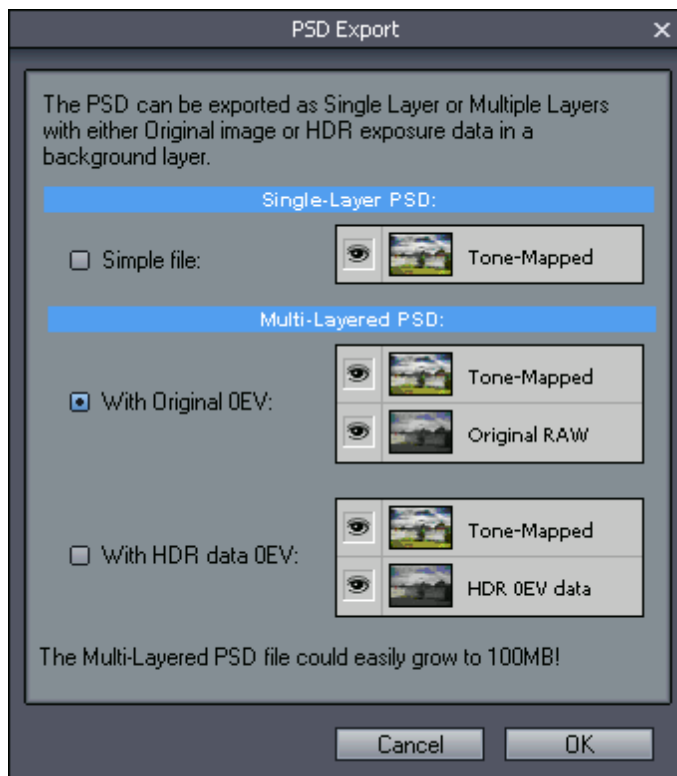 PSD Export
The PSD can be exported as Single Layer or Multiple Layers
with either Original image or HDR exposure data in a
background layer.
Single-Layer PSD:
Simple file:
Tone-Mapped
Multi-Layered PSD:
With Original 0EV:
Tone-Mapped
Original RAW
With HDR data 0EV:
Tone-Mapped
HDR 0EV data
The Multi-Layered PSD file could easily grow to 100MB!
Cancel
OK